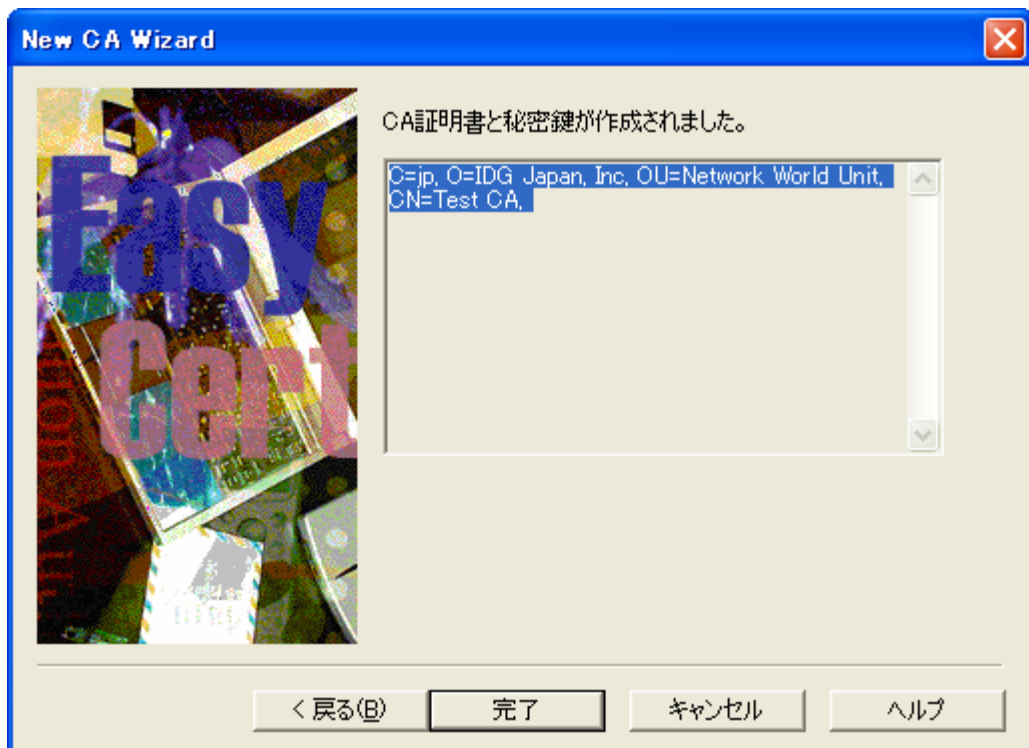 New CA Wizard
Easy
Cert
CA証明書と秘密鍵が作成されました。
C=jp, O=IDG Japan, Inc, OU=Network World Unit,
CN=Test CA,
< 戻る(B)
完了
キャンセル
ヘルプ